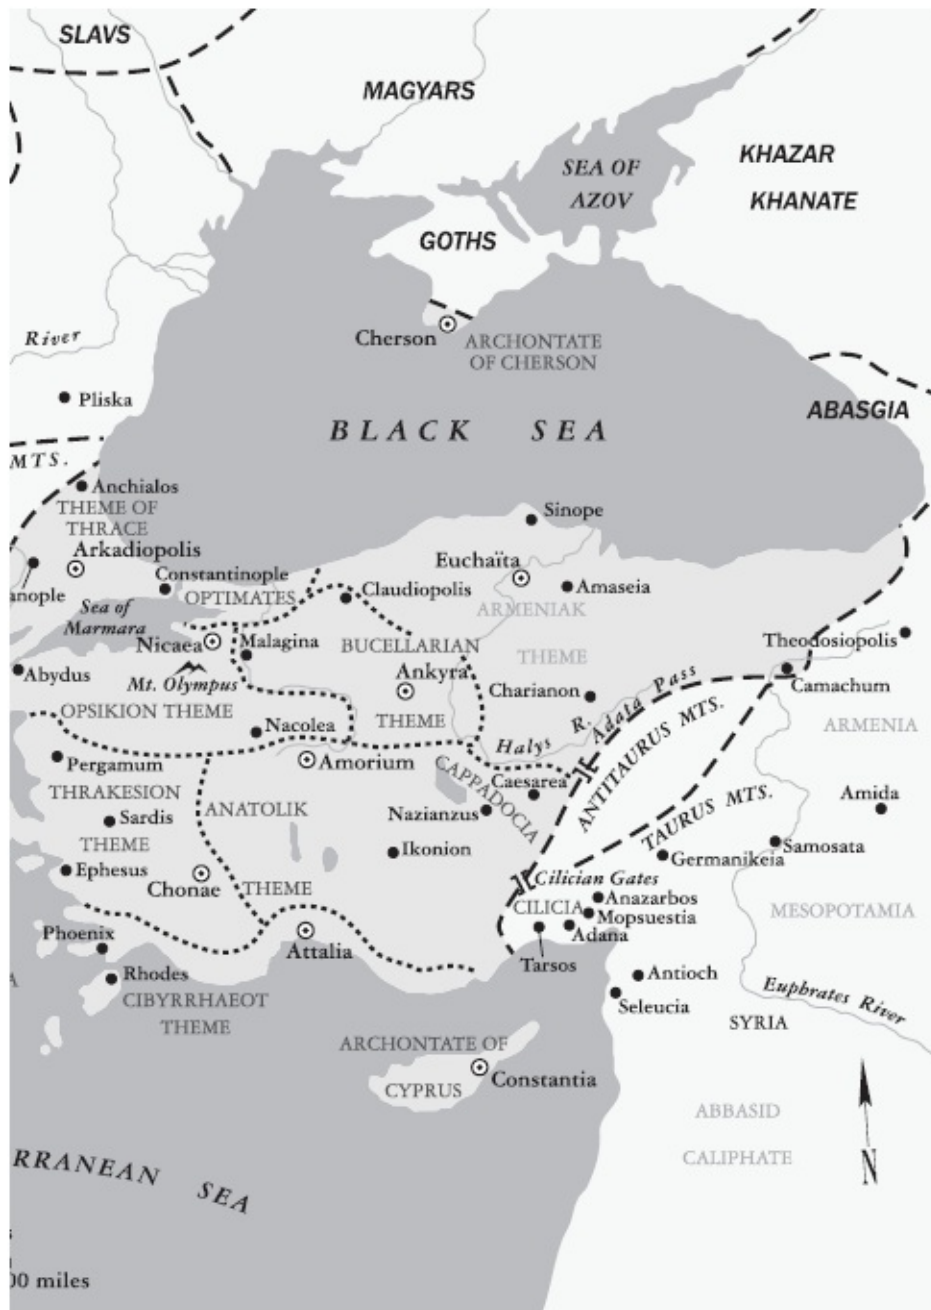 SLAVS
MAGYARS
KHAZAR
KHANATE
SEA OF
AZOV
GOTHS
River
Cherson
ARCHONTATE
OF CHERSON
Pliska
ABASGIA
BLACK SEA
MTS.
Anchialos
THEME OF
THRACE
Sinope
Arkadiopolis
Euchaïta
anople
Constantinople
OPTIMATES
Claudiopolis
Amaseia
ARMENIAK
Sea of
Marmara
Nicaea
Malagina
BUCELLARIAN
THEME
Theodosiopolis
Abydus
Mt. Olympus
Ankyra
Charianon
Adata Pass
Camachum
OPSIKION THEME
THEME
ARMENIA
Nacolea
Halys R.
ANTITAURUS MTS.
Pergamum
Amorium
CAPPADOCIA
Caesarea
THRAKESION
ANATOLIK
TAURUS MTS.
Amida
Sardis
Nazianzus
THEME
Ikonion
Samosata
Germanikeia
Ephesus
Chonae
THEME
Cilician Gates
CILICIA
Anazarbos
Mopsuestia
MESOPOTAMIA
Phoenix
Attalia
Adana
Tarsos
Rhodes
Antioch
A
CIBYRRHAEOT
THEME
Seleucia
Euphrates River
SYRIA
ARCHONTATE OF
CYPRUS
Constantia
ABBASID
CALIPHATE
N
RRANEAN SEA
00 miles